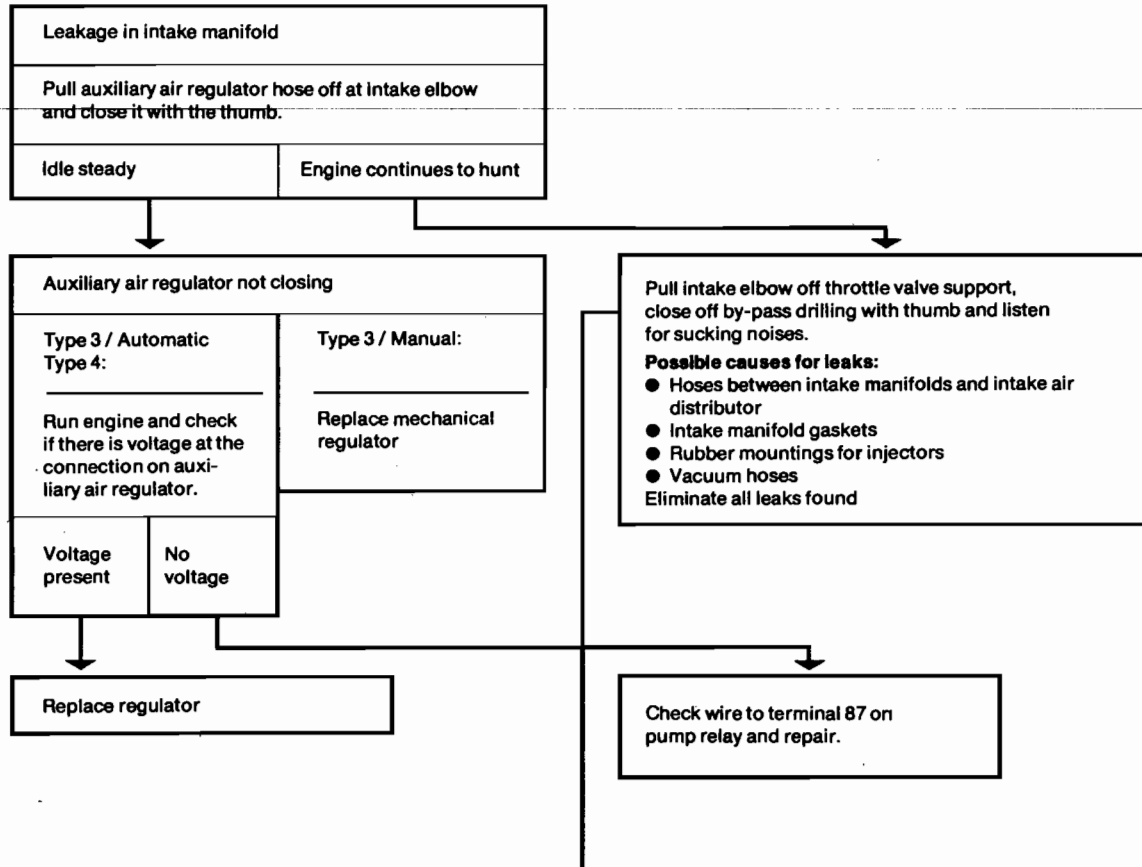 Leakage in intake manifold
Pull auxiliary air regulator hose off at intake elbow
and close it with the thumb.
Idle steady
Engine continues to hunt
Auxiliary air regulator not closing
Type 3 / Automatic
Type 4:
Run engine and check
if there is voltage at the
connection on auxi-
liary air regulator.
Type 3 / Manual:
Replace mechanical
regulator
Voltage
present
No
voltage
Pull intake elbow off throttle valve support,
close off by-pass drilling with thumb and listen
for sucking noises.
Possible causes for leaks:
● Hoses between intake manifolds and intake air
distributor
● Intake manifold gaskets
● Rubber mountings for injectors
● Vacuum hoses
Eliminate all leaks found
Replace regulator
Check wire to terminal 87 on
pump relay and repair.